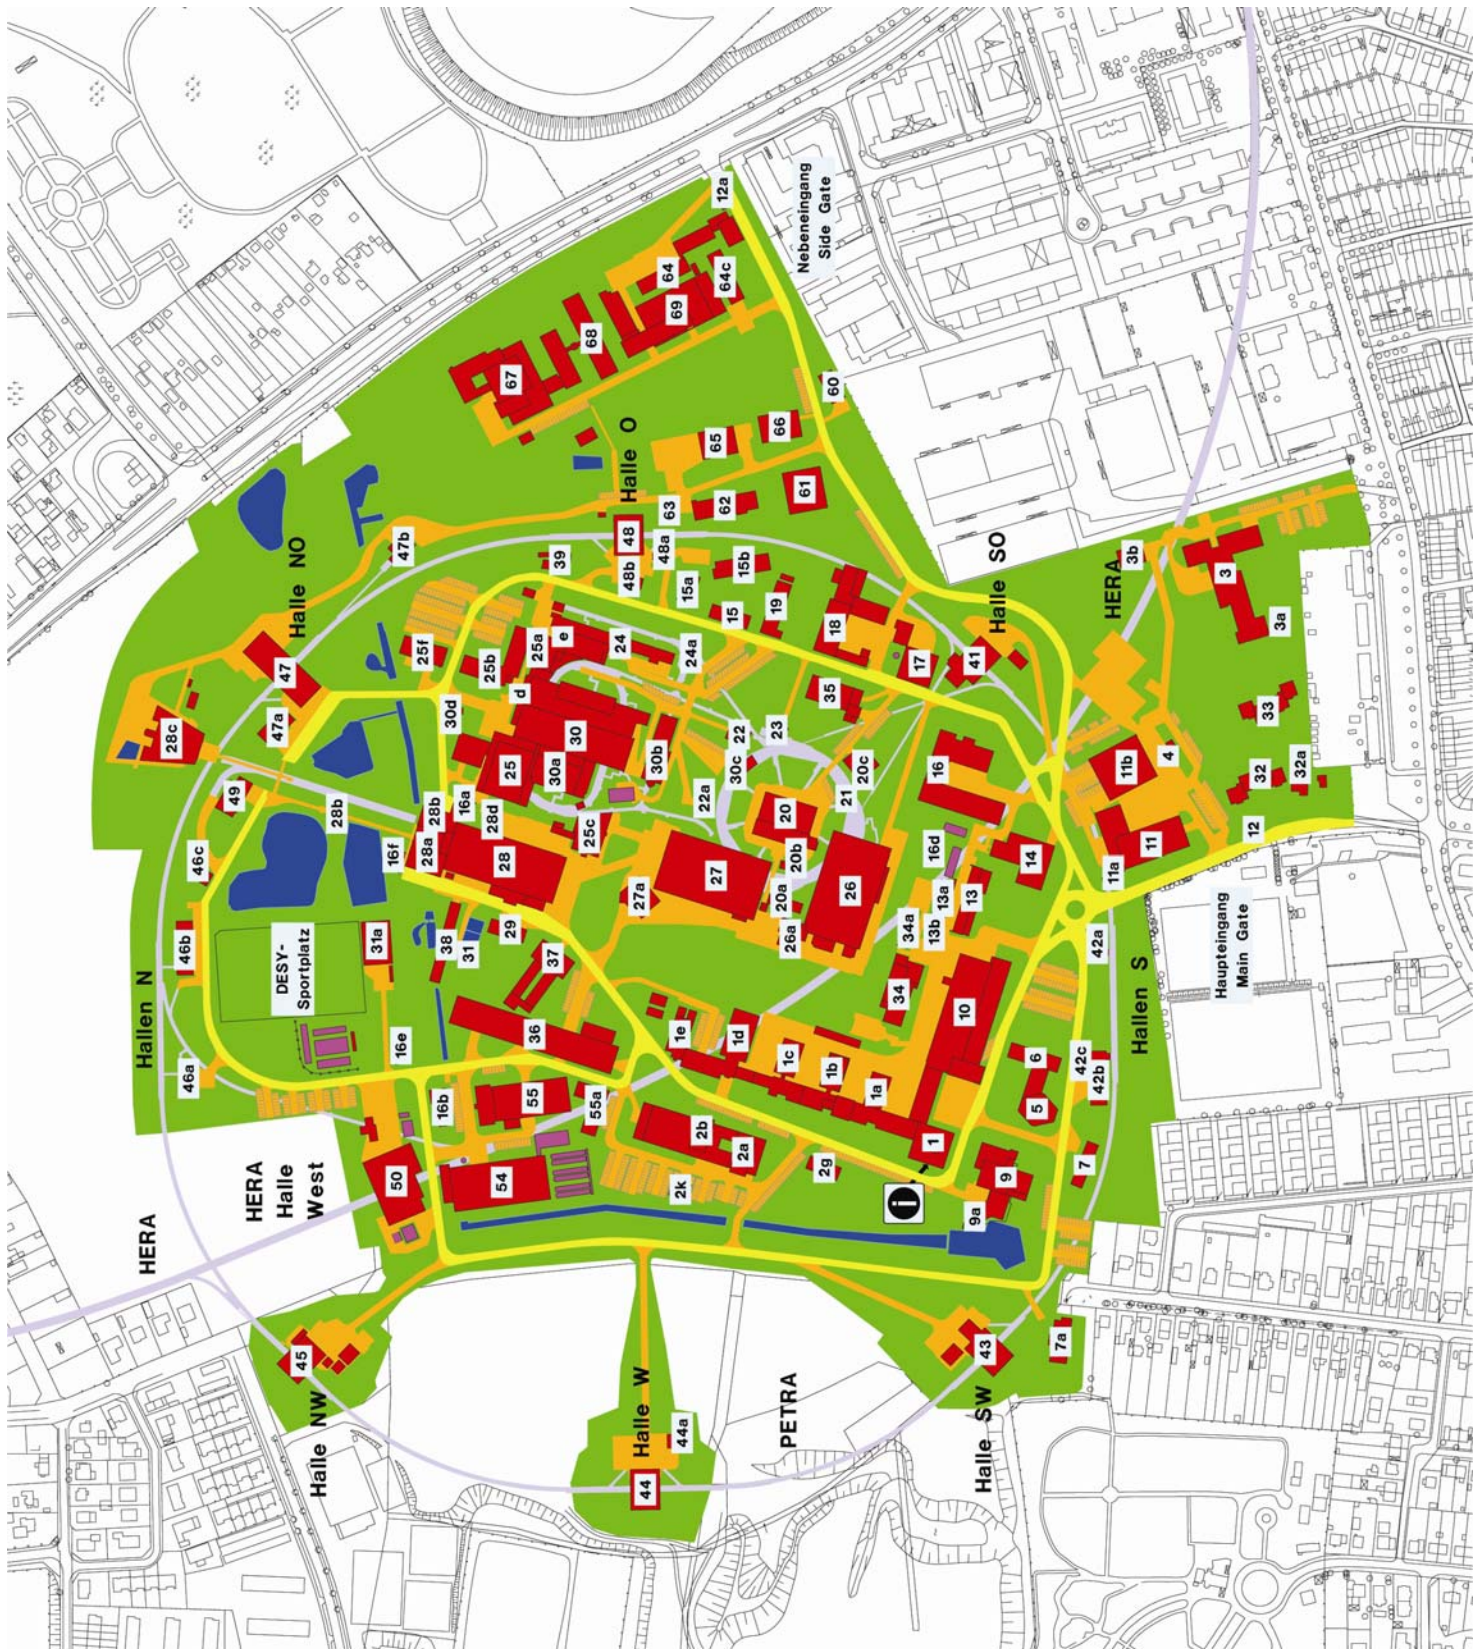 HERA
Hallen N
46a
46b
46c
28c
49
HERA
Halle
West
47a
47
Halle NO
DESY-
Sportplatz
45
Halle NW
28b
31a
16f
50
16e
47b
25f
28a
28b
16b
38
30d
31
16a
25b
28d
54
28
25
67
29
d
36
55
37
30a
25a
39
e
30
25c
55a
68
24
Halle W
44
27a
48b
48
Halle O
30b
48a
63
64
44a
2k
1e
15a
24a
69
2b
22a
27
62
65
64c
12a
2a
1d
30c
22
15
15b
PETRA
1c
26a
20a
20b
20
23
19
66
Nebeneingang
Side Gate
2g
1b
35
18
61
60
21
26
20c
1a
i
34
34a
17
1
13b
16d
9a
10
13a
13
16
41
Halle SW
43
9
Halle SO
5
6
14
7a
7
42b
42c
42a
11a
HERA
3b
Hallen S
11
11b
4
3
Haupteingang
Main Gate
12
32
33
3a
32a